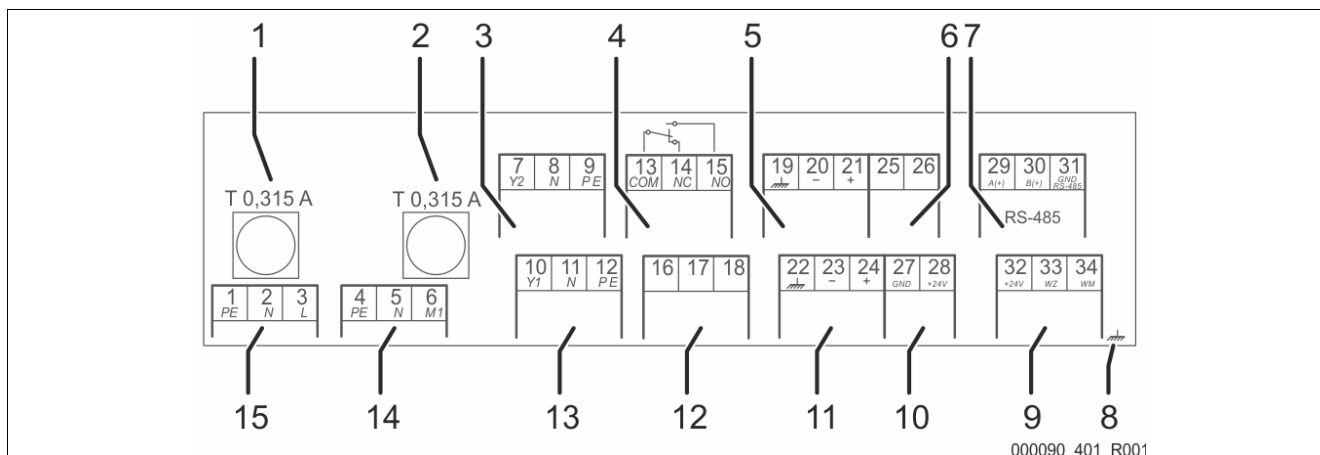 1 2 3 4 5 6 7
7 8 9 13 14 15 19 20 21 25 26 29 30 31
Y2 N PE COM NC NO − + A(+) B(+) GND RS-485
T 0,315 A T 0,315 A RS-485
10 11 12 16 17 18 22 23 24 27 28 32 33 34
Y1 N PE − + GND +24V +24V WZ WM
1 2 3 4 5 6
PE N L PE N M1
15 14 13 12 11 10 9 8
000090_401_R001